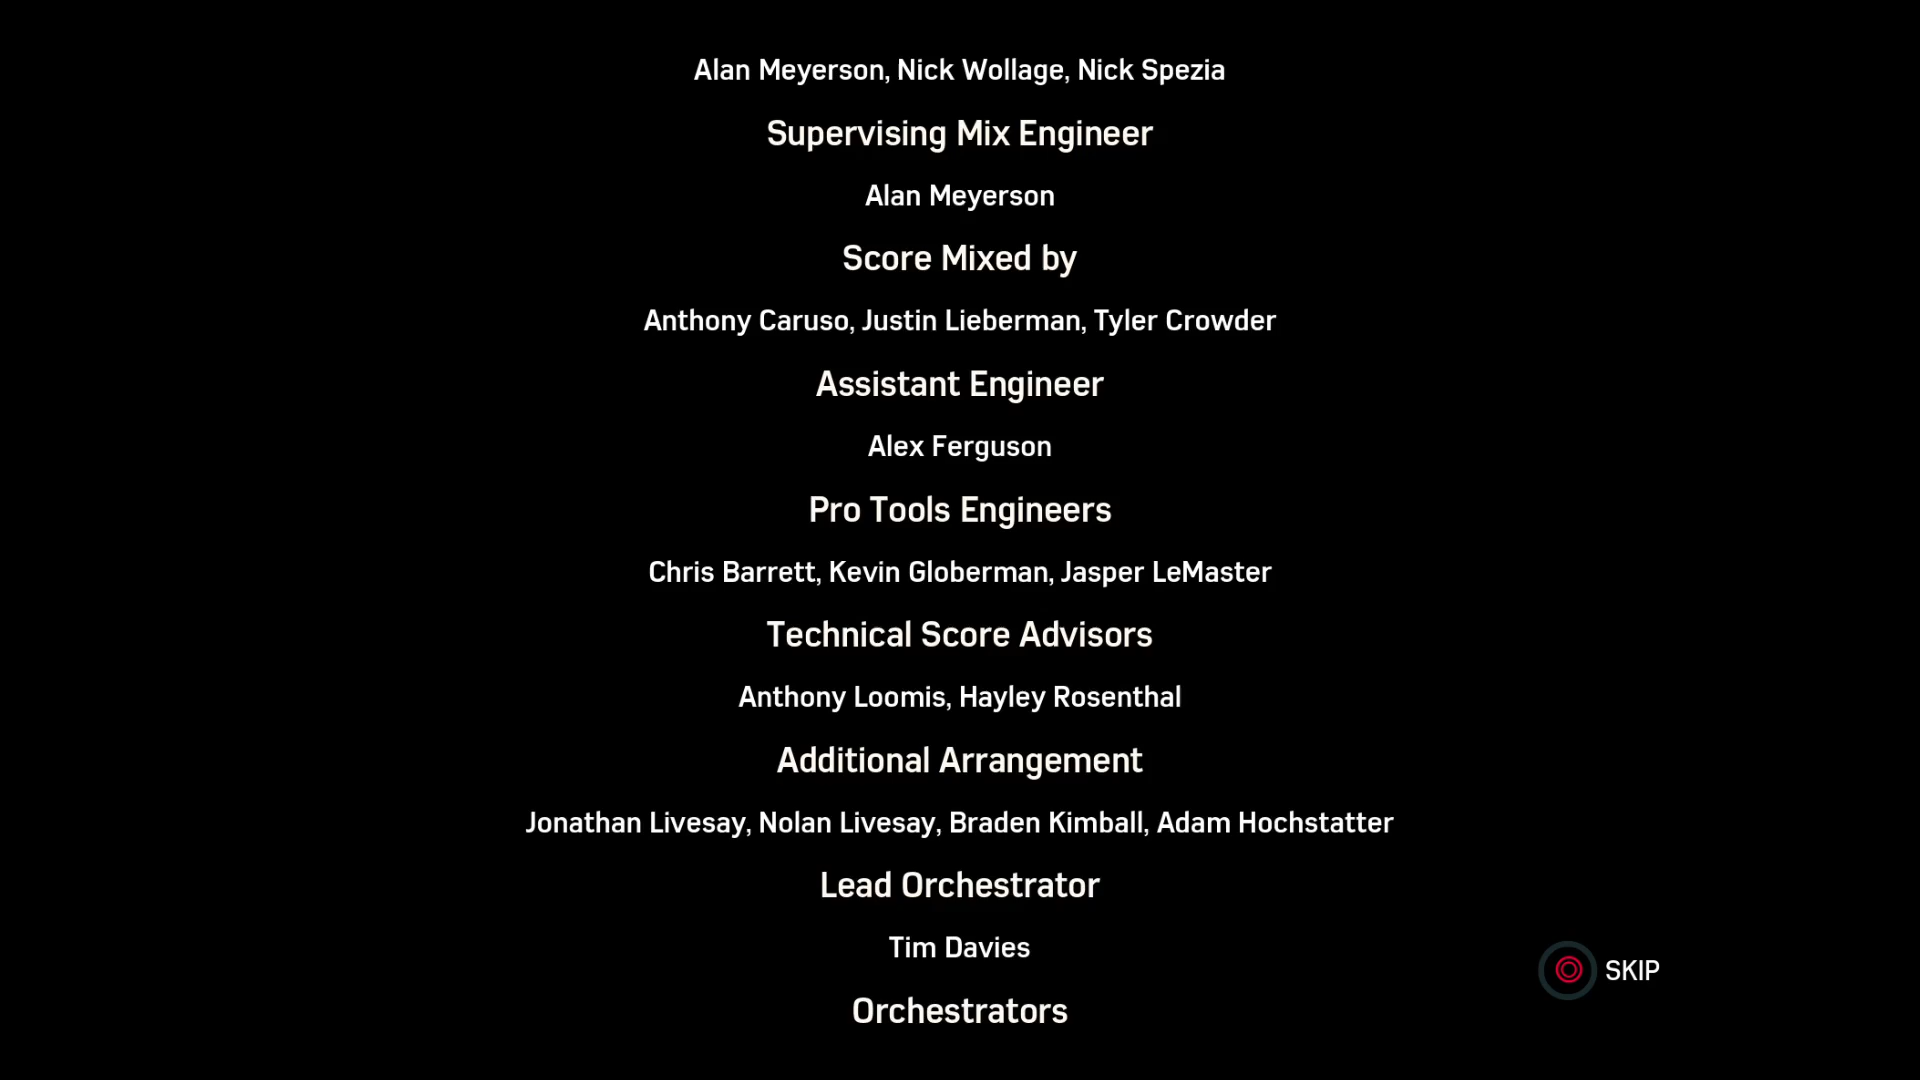 Alan Meyerson, Nick Wollage, Nick Spezia
Supervising Mix Engineer
Alan Meyerson
Score Mixed by
Anthony Caruso, Justin Lieberman, Tyler Crowder
Assistant Engineer
Alex Ferguson
Pro Tools Engineers
Chris Barrett, Kevin Globerman, Jasper LeMaster
Technical Score Advisors
Anthony Loomis, Hayley Rosenthal
Additional Arrangement
Jonathan Livesay, Nolan Livesay, Braden Kimball, Adam Hochstatter
Lead Orchestrator
Tim Davies
SKIP
Orchestrators